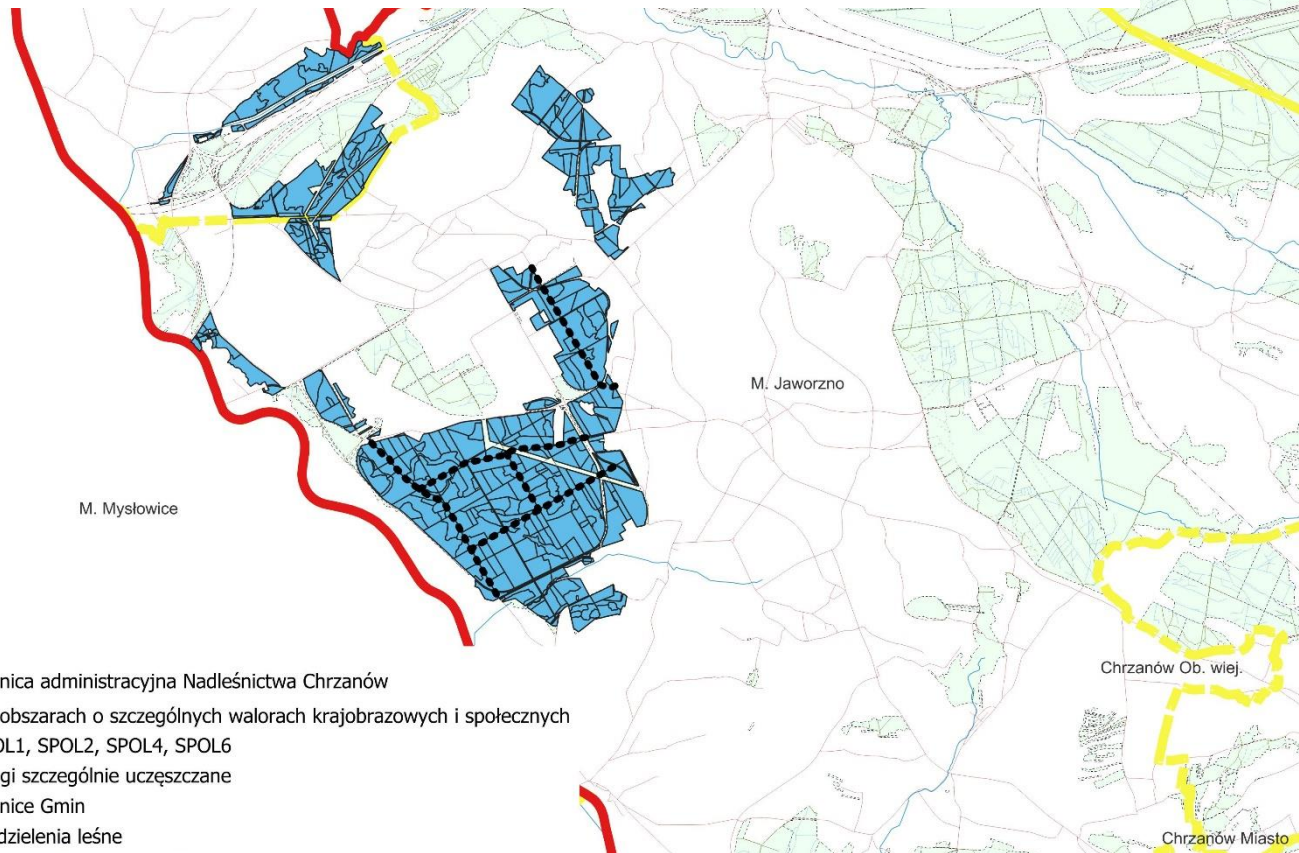 M. Jaworzno
M. Mysłowice
Chrzanów Ob. wiej.
Chrzanów Miasto
nica administracyjna Nadleśnictwa Chrzanów
obszarach o szczególnych walorach krajobrazowych i społecznych
OL1, SPOL2, SPOL4, SPOL6
gi szczególnie uczęszczane
nice Gmin
dzielenia leśne